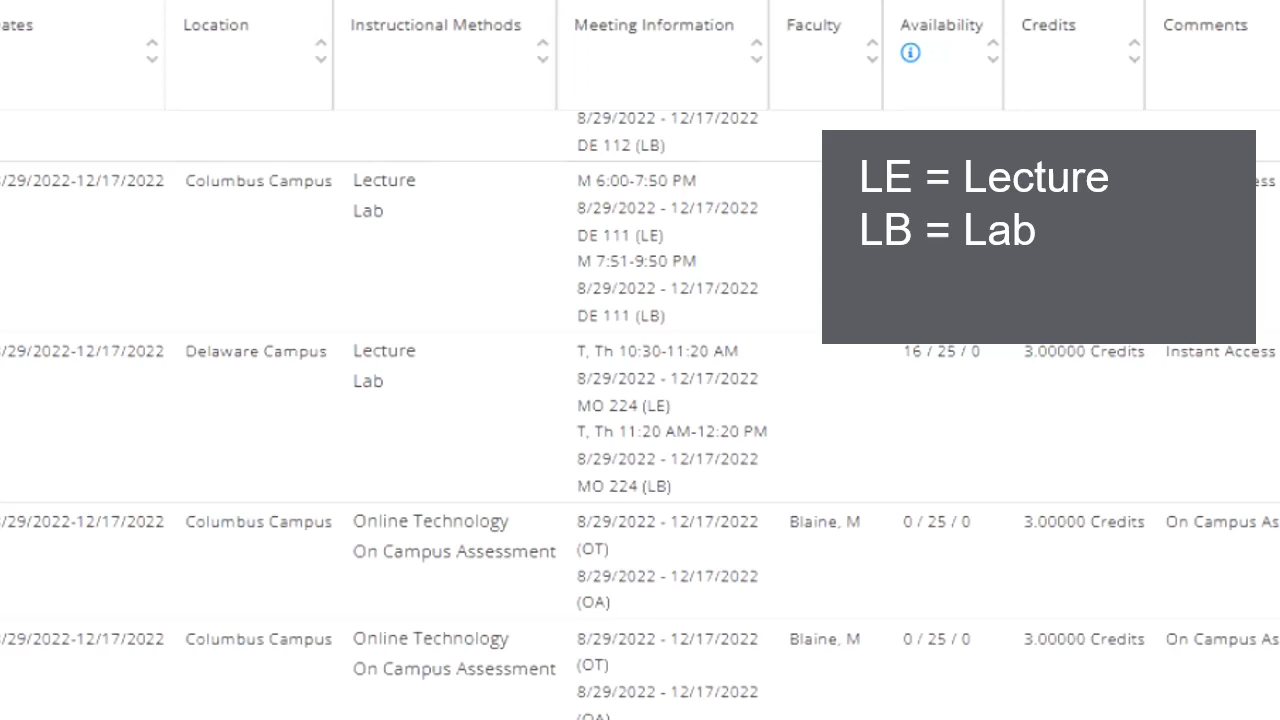 ates Location Instructional Methods Meeting Information Faculty Availability Credits Comments
8/29/2022 - 12/17/2022
DE 112 (LB)
/29/2022-12/17/2022 Columbus Campus Lecture M 6:00-7:50 PM ess
Lab 8/29/2022 - 12/17/2022
DE 111 (LE)
M 7:51-9:50 PM
8/29/2022 - 12/17/2022
DE 111 (LB)
LE = Lecture
LB = Lab
/29/2022-12/17/2022 Delaware Campus Lecture T, Th 10:30-11:20 AM 16 / 25 / 0 3.00000 Credits Instant Access
Lab 8/29/2022 - 12/17/2022
MO 224 (LE)
T, Th 11:20 AM-12:20 PM
8/29/2022 - 12/17/2022
MO 224 (LB)
/29/2022-12/17/2022 Columbus Campus Online Technology 8/29/2022 - 12/17/2022 Blaine, M 0 / 25 / 0 3.00000 Credits On Campus As
On Campus Assessment (OT)
8/29/2022 - 12/17/2022
(OA)
/29/2022-12/17/2022 Columbus Campus Online Technology 8/29/2022 - 12/17/2022 Blaine, M 0 / 25 / 0 3.00000 Credits On Campus As
On Campus Assessment (OT)
8/29/2022 - 12/17/2022
(OA)